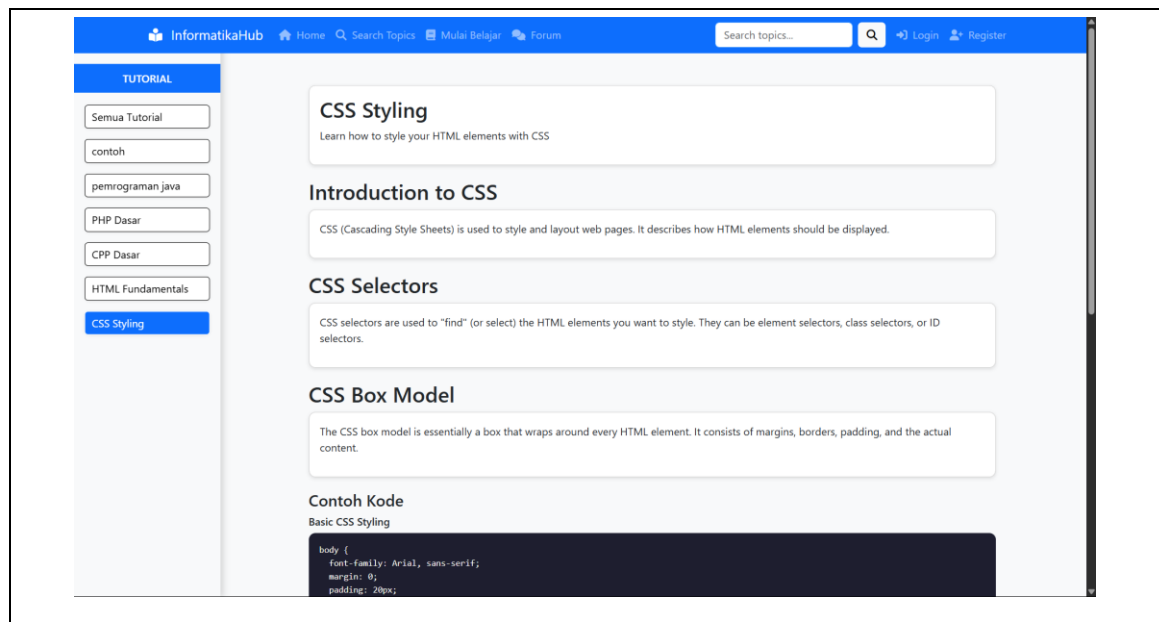 InformatikaHub Home Search Topics Mulai Belajar Forum Search topics... Login Register
TUTORIAL
Semua Tutorial
contoh
pemrograman java
PHP Dasar
CPP Dasar
HTML Fundamentals
CSS Styling
CSS Styling
Learn how to style your HTML elements with CSS
Introduction to CSS
CSS (Cascading Style Sheets) is used to style and layout web pages. It describes how HTML elements should be displayed.
CSS Selectors
CSS selectors are used to "find" (or select) the HTML elements you want to style. They can be element selectors, class selectors, or ID
selectors.
CSS Box Model
The CSS box model is essentially a box that wraps around every HTML element. It consists of margins, borders, padding, and the actual
content.
Contoh Kode
Basic CSS Styling
body {
font-family: Arial, sans-serif;
margin: 0;
padding: 20px;